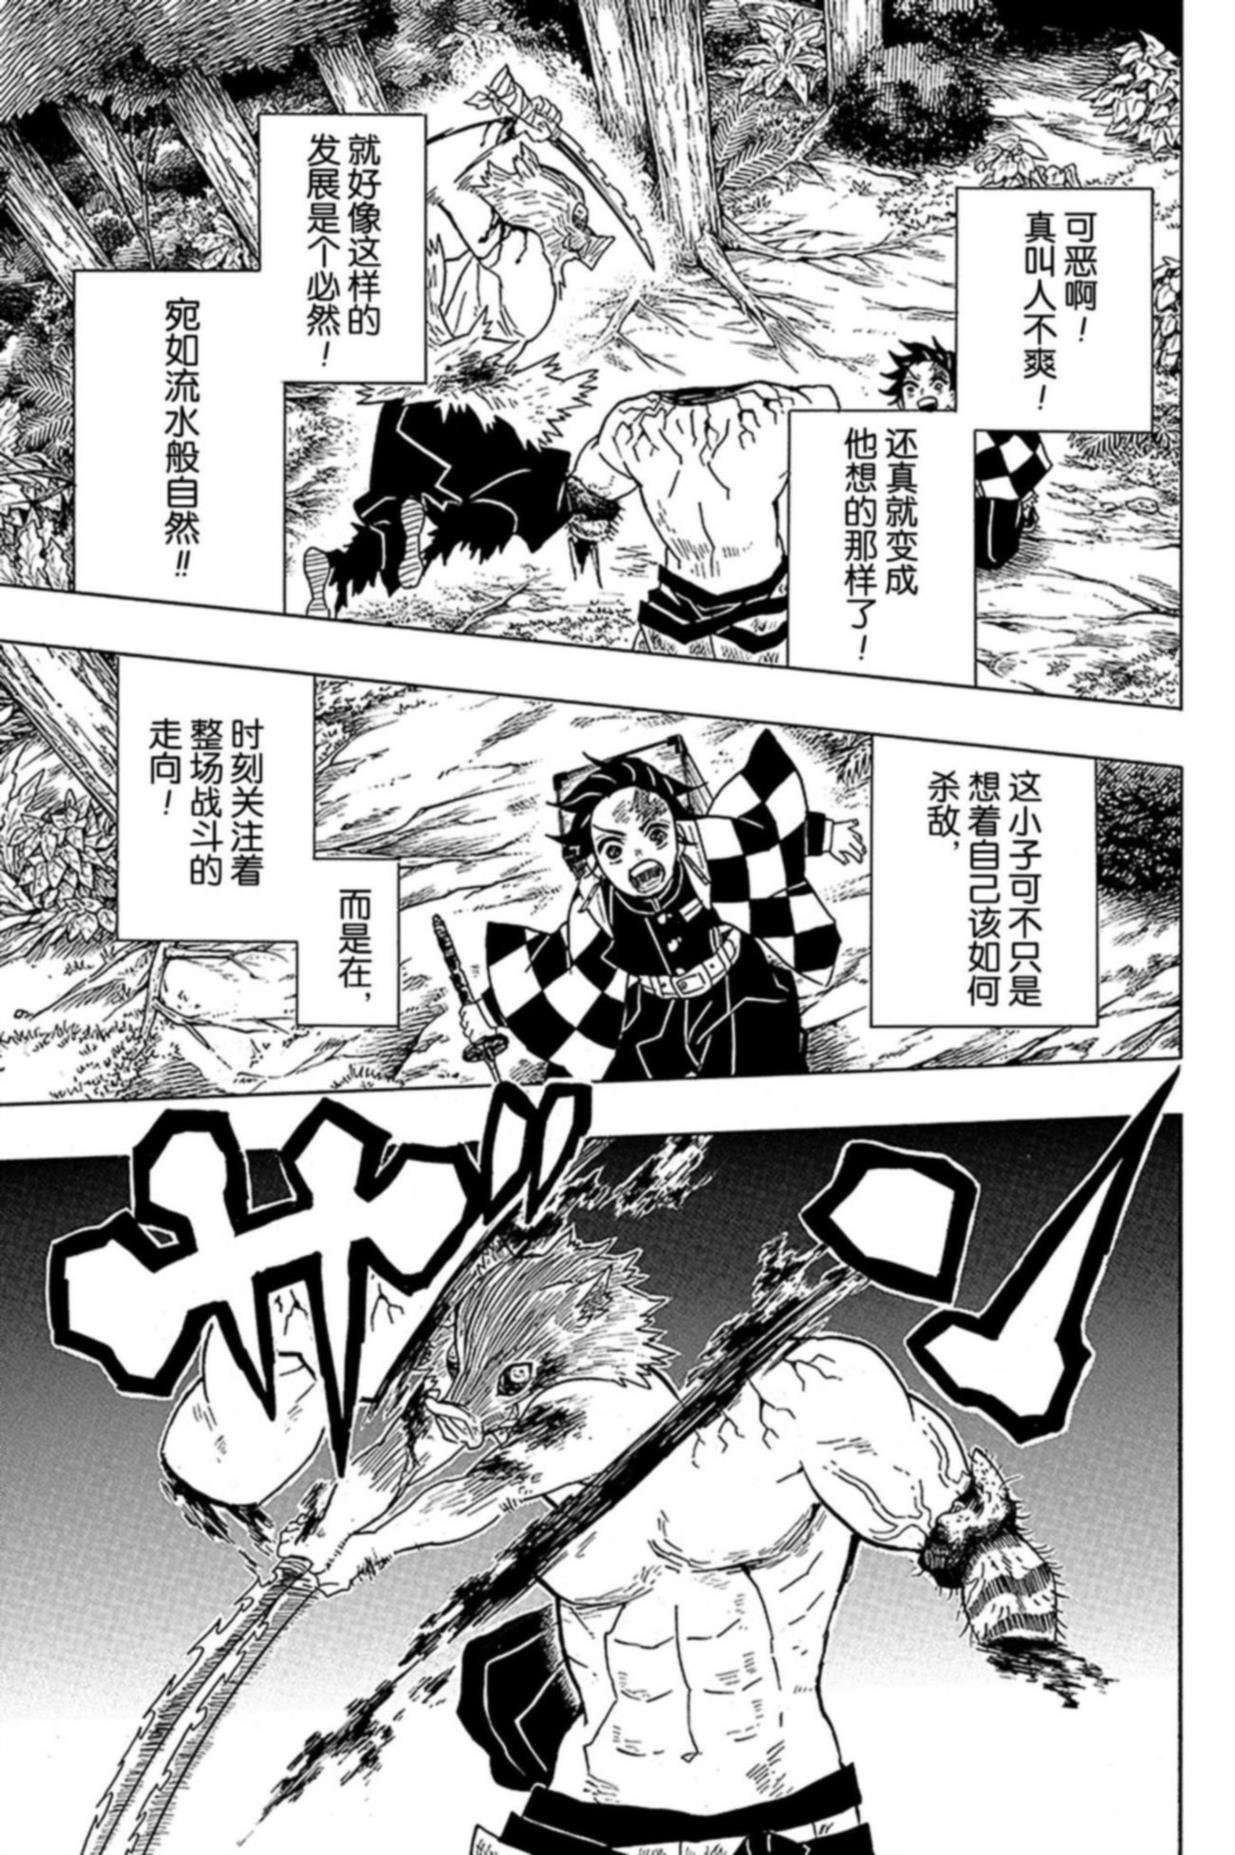 可恶啊！
真叫人不爽！
还真就变成
他想的那样了！
就好像这样的
发展是个必然！
宛如流水般自然!!
这小子可不只是
想着自己该如何
杀敌，
而是在，
时刻关注着
整场战斗的
走向！
ザン